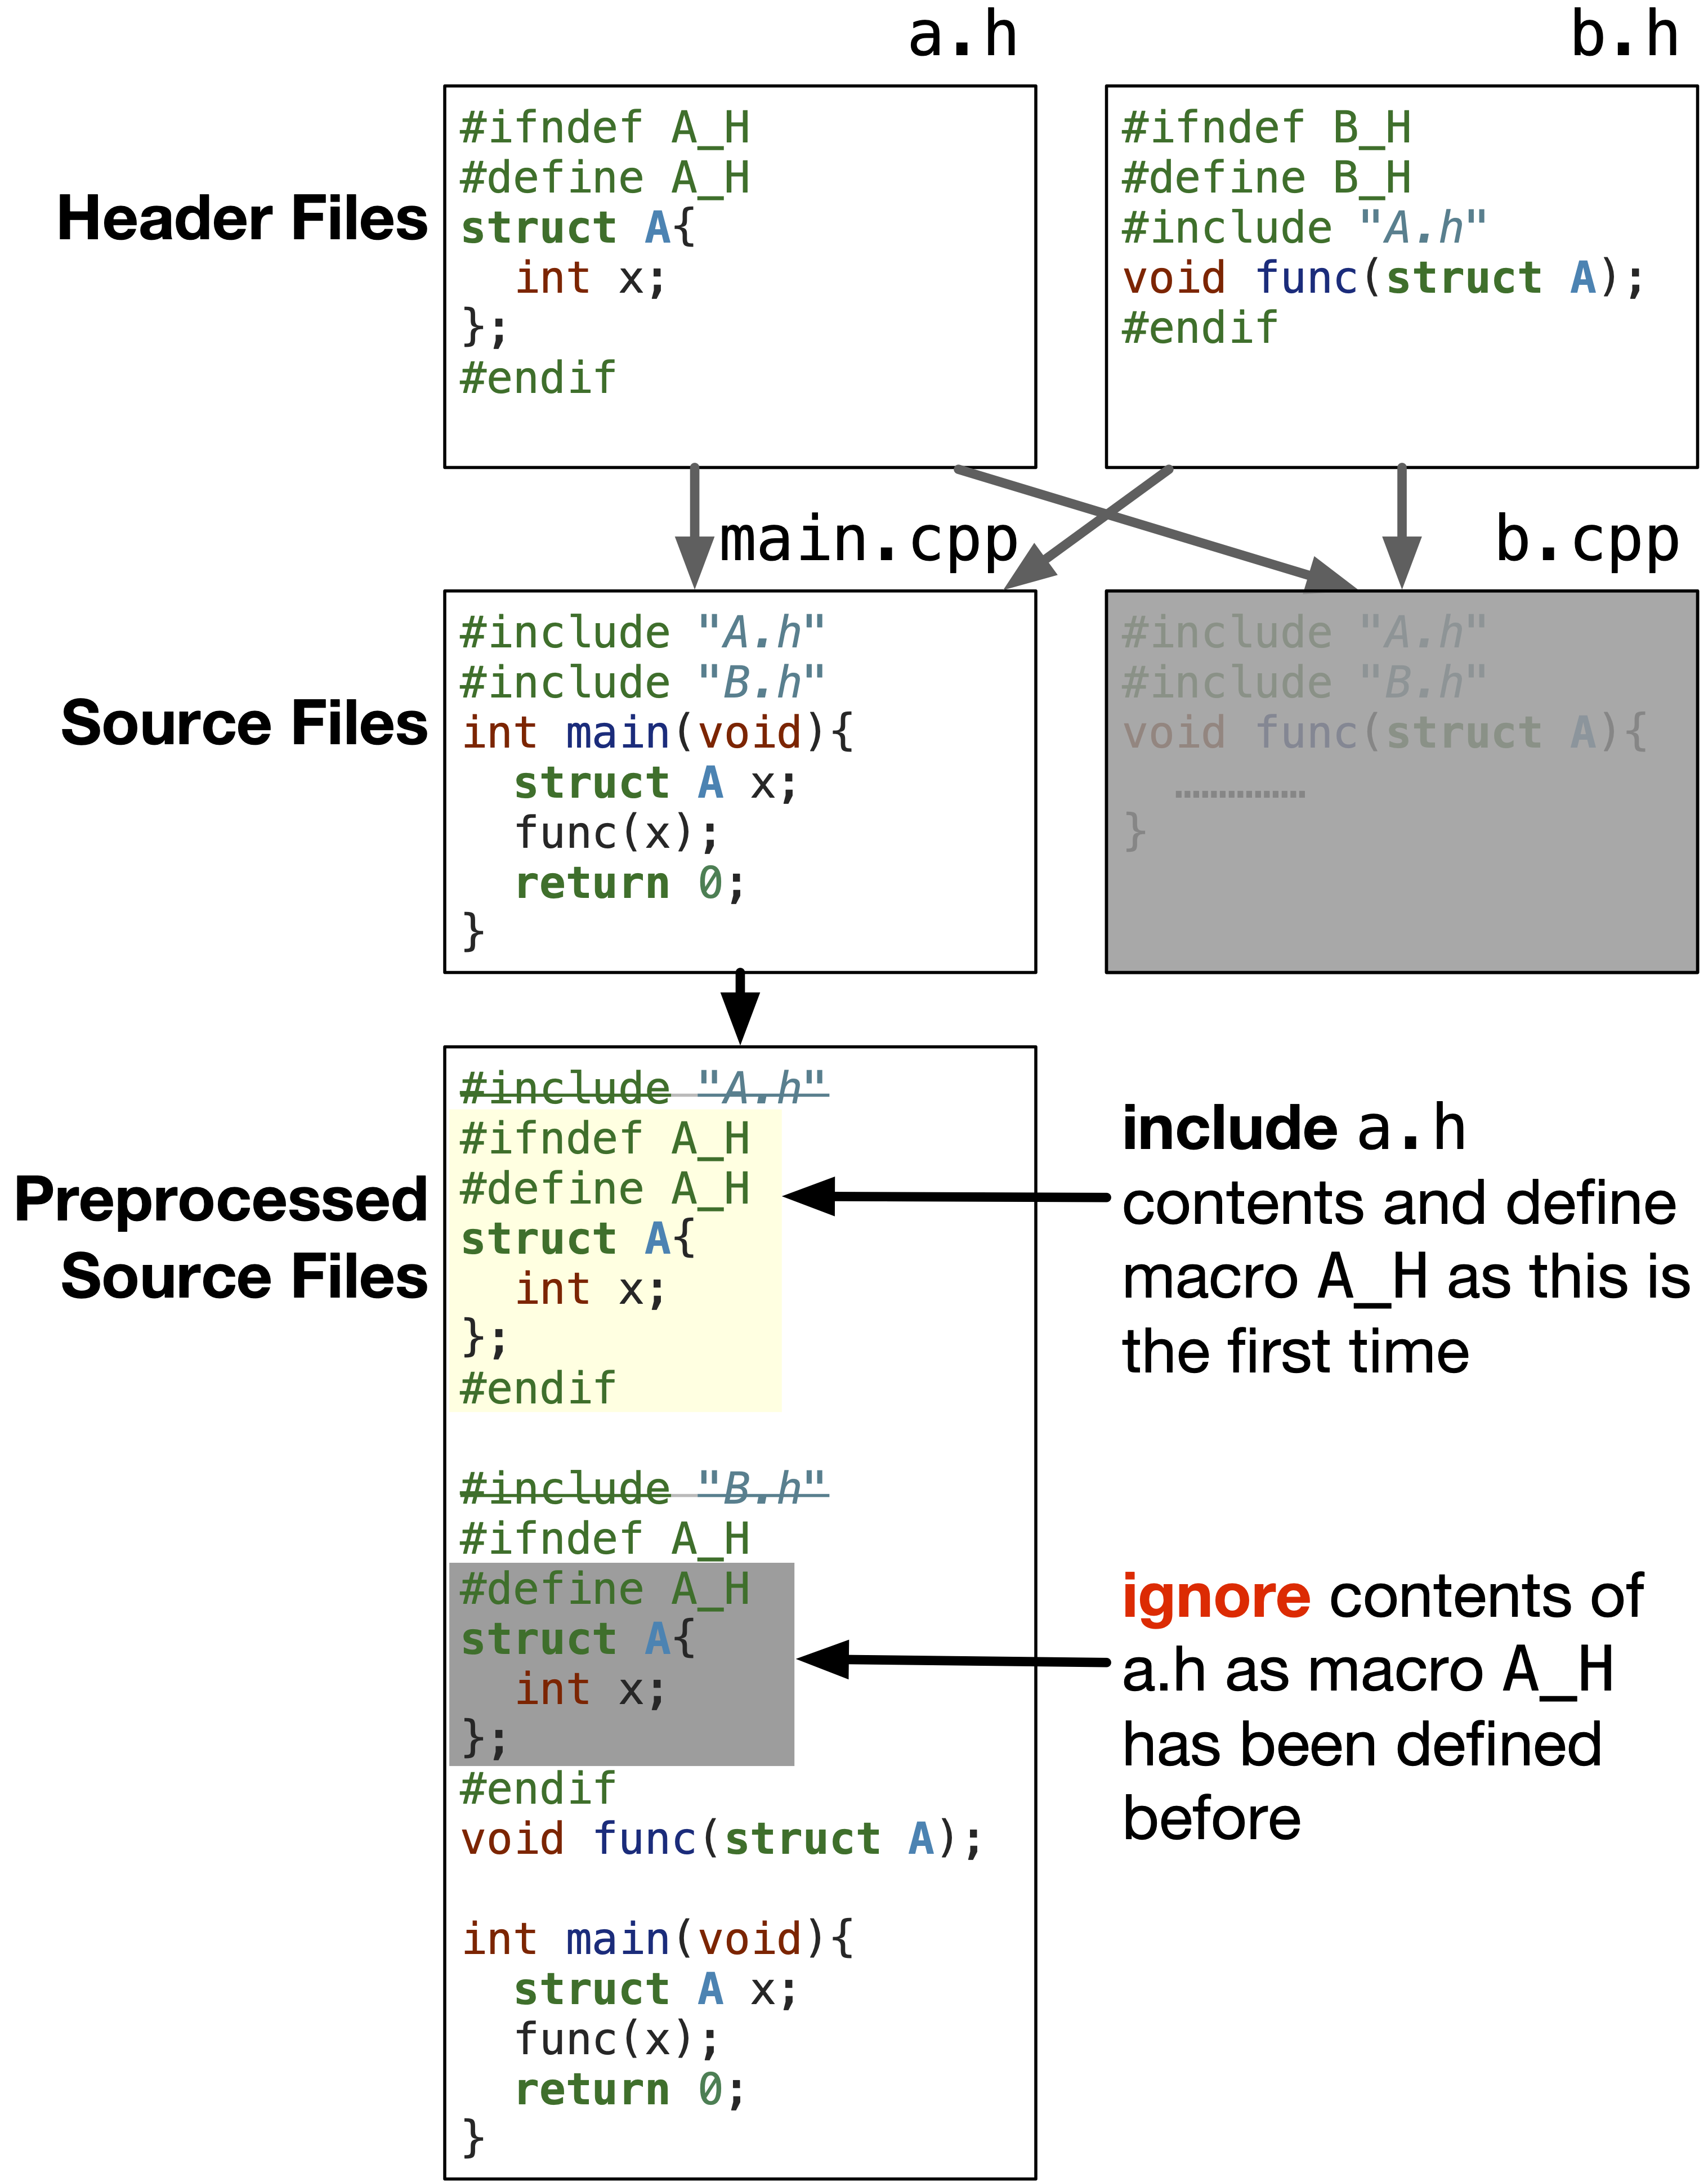 a.h
b.h
Header Files
#ifndef A_H
#define A_H
struct A{
  int x;
};
#endif
#ifndef B_H
#define B_H
#include "A.h"
void func(struct A);
#endif
main.cpp
b.cpp
Source Files
#include "A.h"
#include "B.h"
int main(void){
  struct A x;
  func(x);
  return 0;
}
#include "A.h"
#include "B.h"
void func(struct A){
  ……………
}
Preprocessed
Source Files
#include "A.h"
#ifndef A_H
#define A_H
struct A{
  int x;
};
#endif
#include "B.h"
#ifndef A_H
#define A_H
struct A{
  int x;
};
#endif
void func(struct A);
int main(void){
  struct A x;
  func(x);
  return 0;
}
include a.h
contents and define
macro A_H as this is
the first time
ignore contents of
a.h as macro A_H
has been defined
before